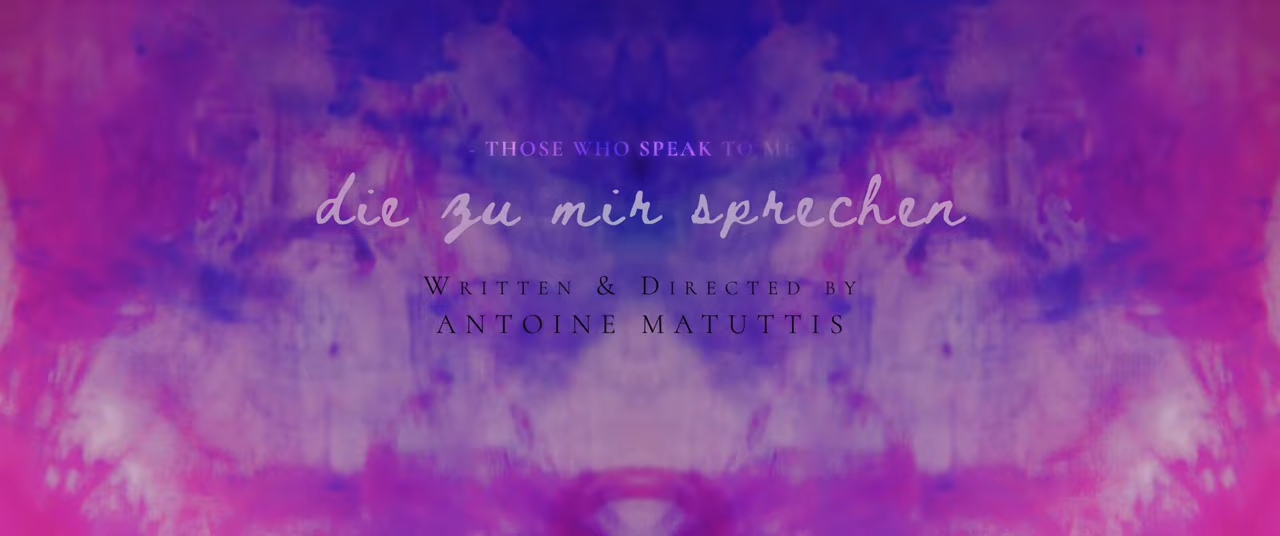 - THOSE WHO SPEAK TO ME
die zu mir sprechen
WRITTEN & DIRECTED BY
ANTOINE MATUTTIS